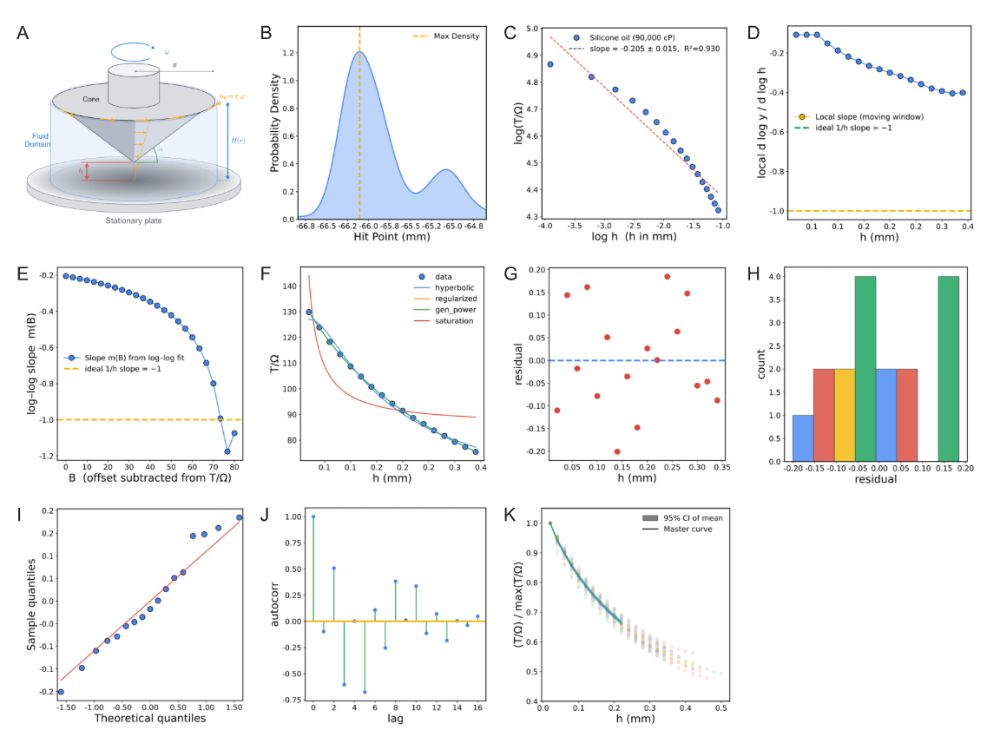 A
ω
R
Cone
u_θ = rω
Fluid
Domain
H(r)
α
h
Stationary plate
B
Max Density
Probability Density
1.2
1.0
0.8
0.6
0.4
0.2
0.0
-66.8 -66.5 -66.2 -66.0 -65.8 -65.5 -65.2 -65.0 -64.8
Hit Point (mm)
C
Silicone oil (90,000 cP)
slope = -0.205 ± 0.015, R²=0.930
log(T/Ω)
5.0
4.9
4.8
4.7
4.6
4.5
4.4
4.3
-4.0 -3.5 -3.0 -2.5 -2.0 -1.5 -1.0
log h (h in mm)
D
local d log y / d log h
-0.2
-0.4
-0.6
-0.8
-1.0
Local slope (moving window)
ideal 1/h slope = −1
0.1 0.1 0.2 0.2 0.2 0.3 0.4
h (mm)
E
log–log slope m(B)
-0.2
-0.4
-0.6
-0.8
-1.0
-1.2
Slope m(B) from log–log fit
ideal 1/h slope = −1
0 10 20 30 40 50 60 70 80
B (offset subtracted from T/Ω)
F
data
hyperbolic
regularized
gen_power
saturation
T/Ω
140
130
120
110
100
90
80
0.1 0.1 0.2 0.2 0.2 0.3 0.4
h (mm)
G
residual
0.20
0.15
0.10
0.05
0.00
-0.05
-0.10
-0.15
-0.20
0.05 0.10 0.15 0.20 0.25 0.30 0.35
h (mm)
H
count
4.0
3.5
3.0
2.5
2.0
1.5
1.0
0.5
0.0
-0.20 -0.15 -0.10 -0.05 0.00 0.05 0.10 0.15 0.20
residual
I
Sample quantiles
0.2
0.2
0.1
0.1
0.0
-0.0
-0.1
-0.1
-0.2
-1.50 -1.00 -0.50 0.00 0.50 1.00 1.50
Theoretical quantiles
J
autocorr
1.00
0.75
0.50
0.25
0.00
-0.25
-0.50
-0.75
0 2 4 6 8 10 12 14 16
lag
K
95% CI of mean
Master curve
(T/Ω) / max(T/Ω)
1.0
0.9
0.8
0.7
0.6
0.5
0.4
0.0 0.1 0.2 0.3 0.4 0.5
h (mm)